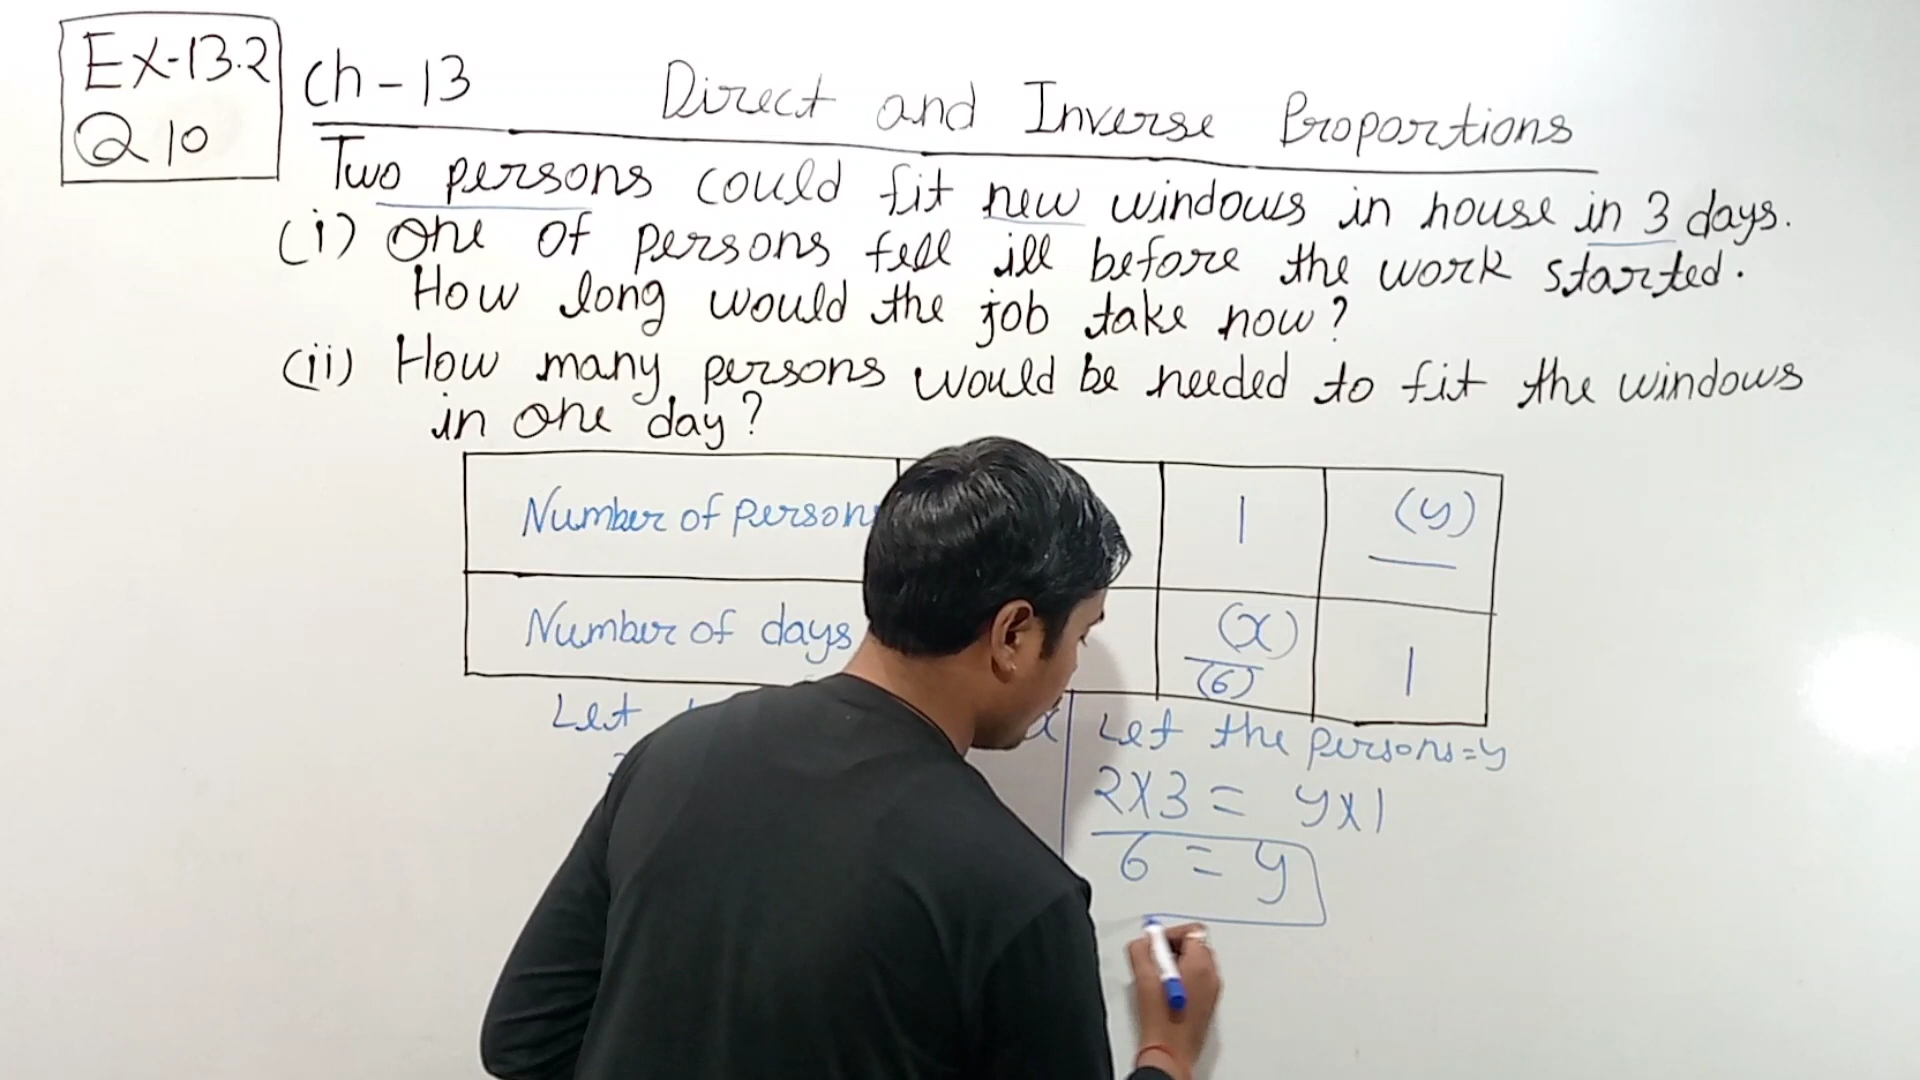 Ex-13.2
Q 10
Ch-13 Direct and Inverse Proportions
Two persons could fit new windows in house in 3 days.
(i) One of persons fell ill before the work started.
How long would the job take now?
(ii) How many persons would be needed to fit the windows
in one day?
Number of person 1 (y)
Number of days (x) 1
(6)
Let x Let the persons=y
2x3 = yx1
6 = y